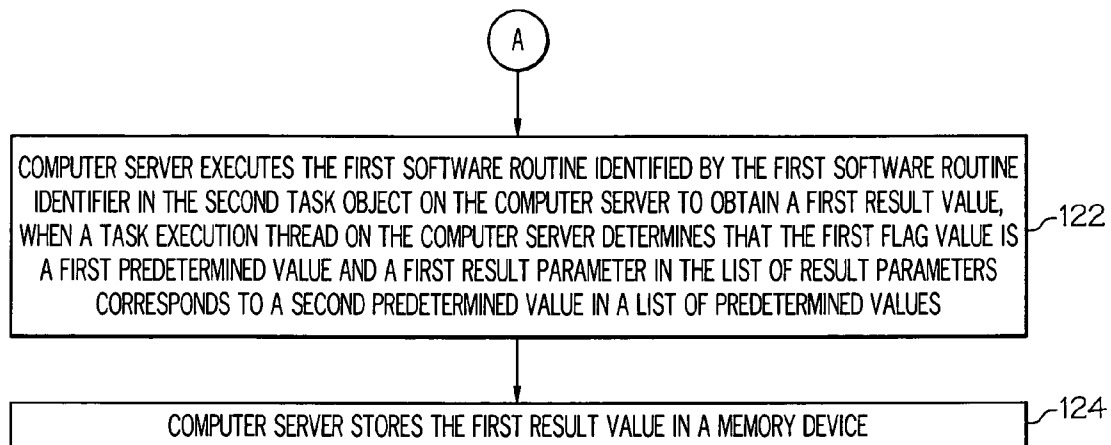 A
COMPUTER SERVER EXECUTES THE FIRST SOFTWARE ROUTINE IDENTIFIED BY THE FIRST SOFTWARE ROUTINE
IDENTIFIER IN THE SECOND TASK OBJECT ON THE COMPUTER SERVER TO OBTAIN A FIRST RESULT VALUE,
WHEN A TASK EXECUTION THREAD ON THE COMPUTER SERVER DETERMINES THAT THE FIRST FLAG VALUE IS
A FIRST PREDETERMINED VALUE AND A FIRST RESULT PARAMETER IN THE LIST OF RESULT PARAMETERS
CORRESPONDS TO A SECOND PREDETERMINED VALUE IN A LIST OF PREDETERMINED VALUES
122
COMPUTER SERVER STORES THE FIRST RESULT VALUE IN A MEMORY DEVICE
124